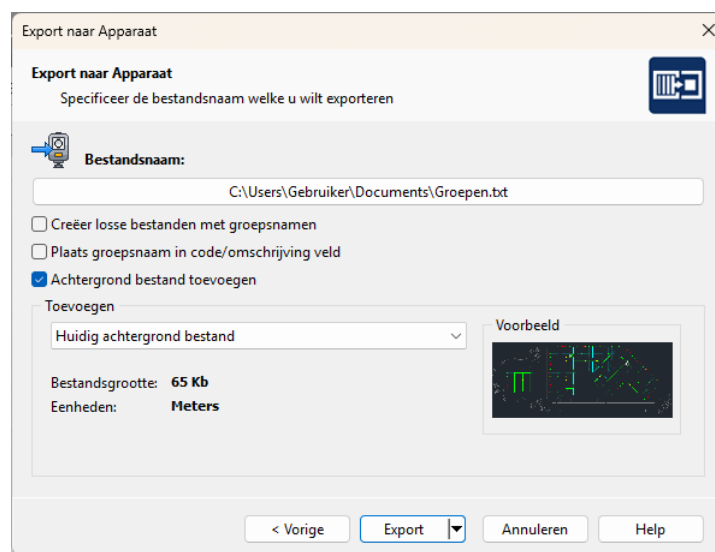 Export naar Apparaat
Export naar Apparaat
Specificeer de bestandsnaam welke u wilt exporteren
Bestandsnaam:
C:\Users\Gebruiker\Documents\Groepen.txt
Creëer losse bestanden met groepsnamen
Plaats groepsnaam in code/omschrijving veld
Achtergrond bestand toevoegen
Toevoegen
Huidig achtergrond bestand
Voorbeeld
Bestandsgrootte: 65 Kb
Eenheden: Meters
< Vorige Export Annuleren Help